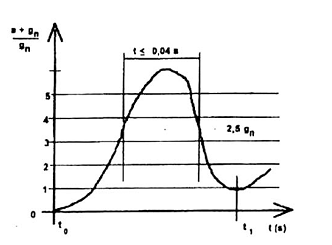 a + gn
gn
t ≤ 0,04 s
5
4
3
2,5 gn
2
1
0
t0
t1
t (s)